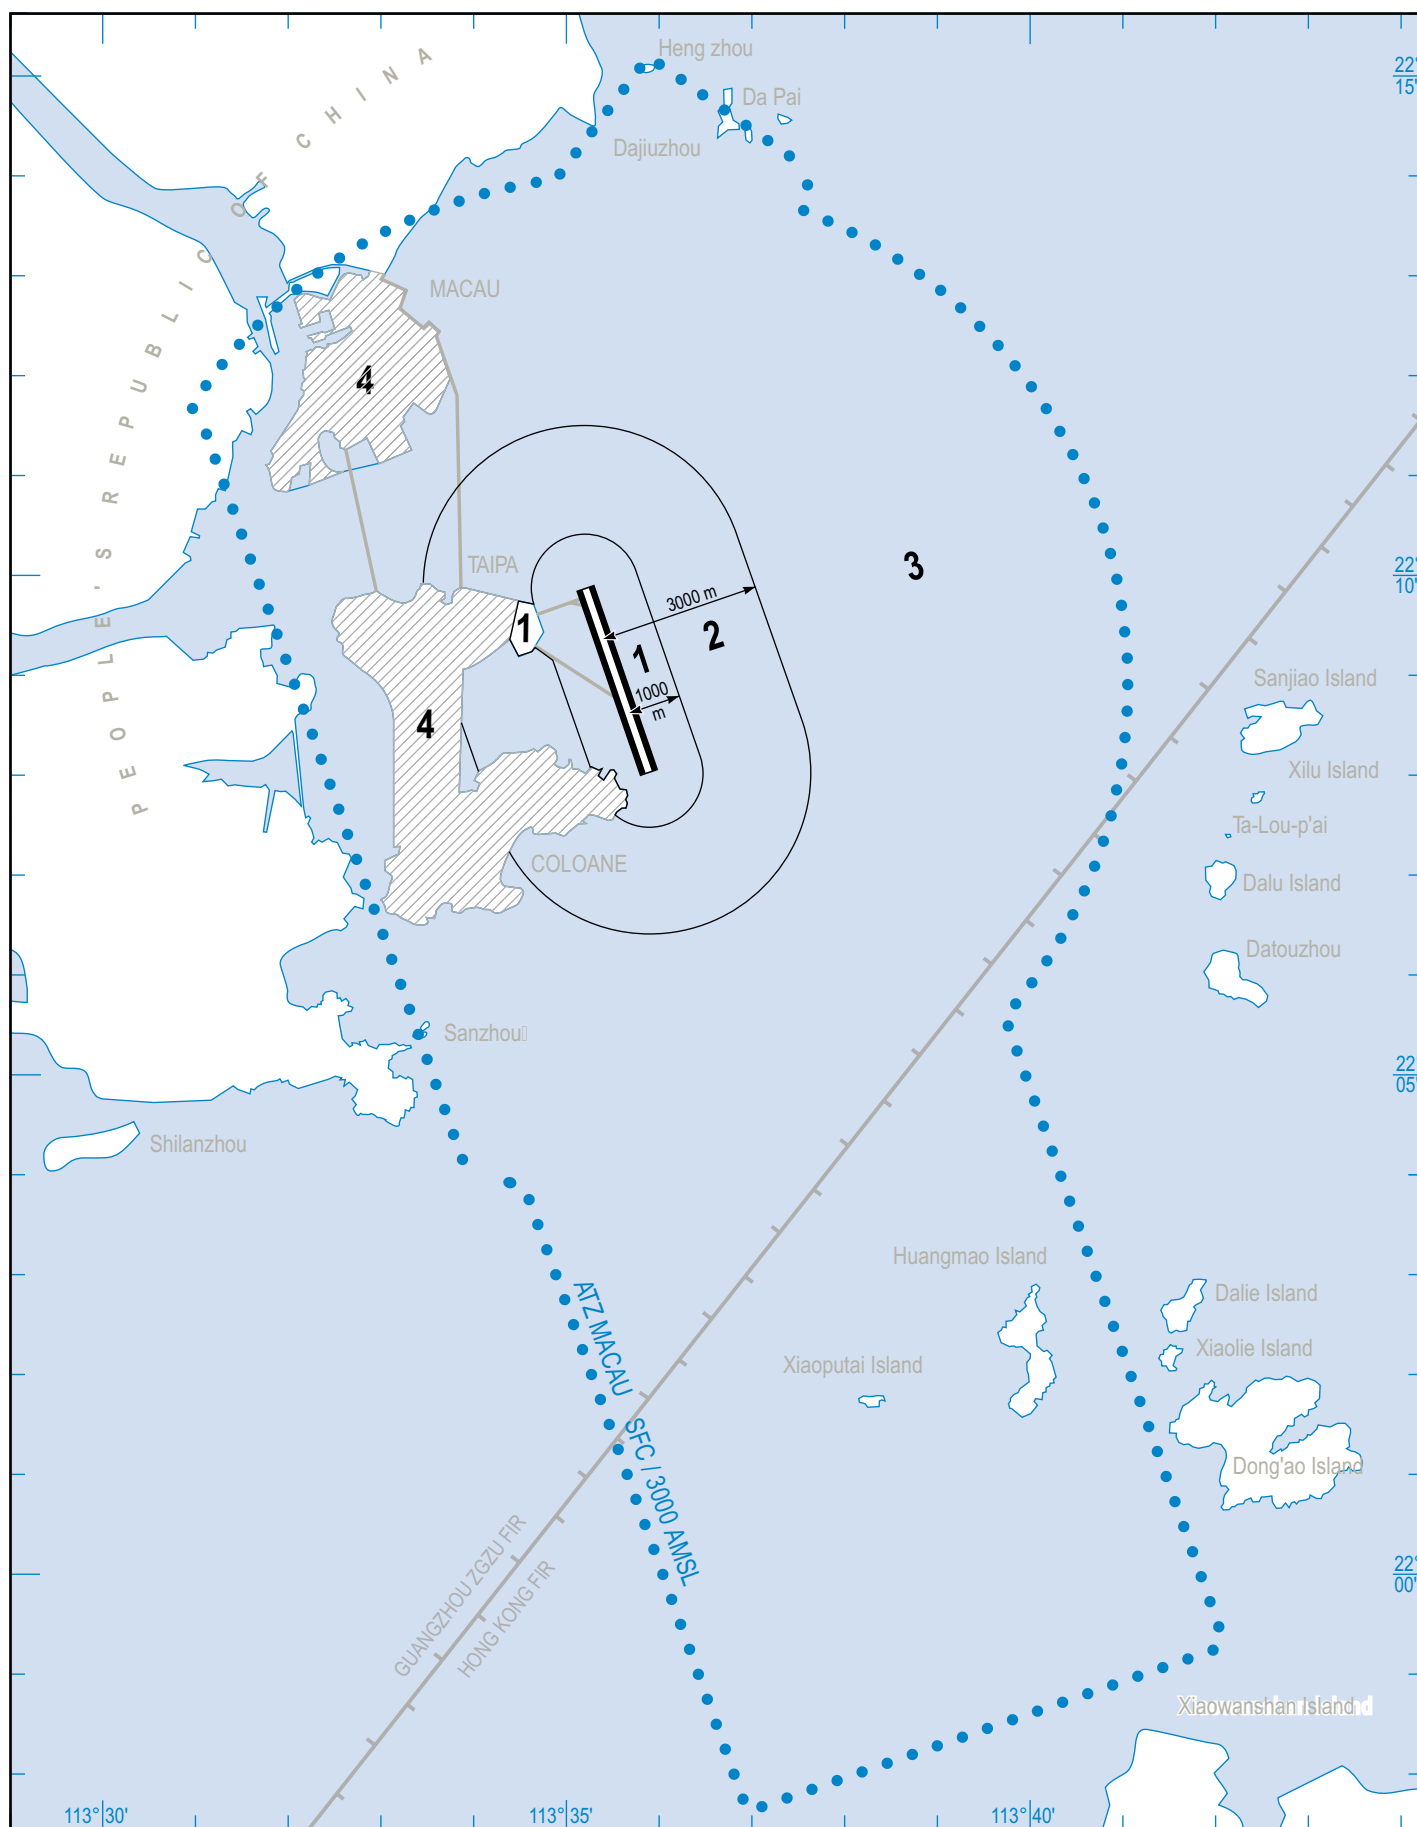 Heng zhou
22°
15'
Da Pai
Dajiuzhou
PEOPLE'S REPUBLIC OF CHINA
MACAU
4
3
TAIPA
22°
10'
3000 m
1
2
1
1000
m
Sanjiao Island
4
Xilu Island
Ta-Lou-p'ai
COLOANE
Dalu Island
Datouzhou
Sanzhou
22°
05'
Shilanzhou
Huangmao Island
Dalie Island
Xiaolie Island
Xiaoputai Island
ATZ MACAU SFC / 3000 AMSL
Dong'ao Island
GUANGZHOU ZGZU FIR
HONG KONG FIR
22°
00'
Xiaowanshan Island
113°30'
113°35'
113°40'